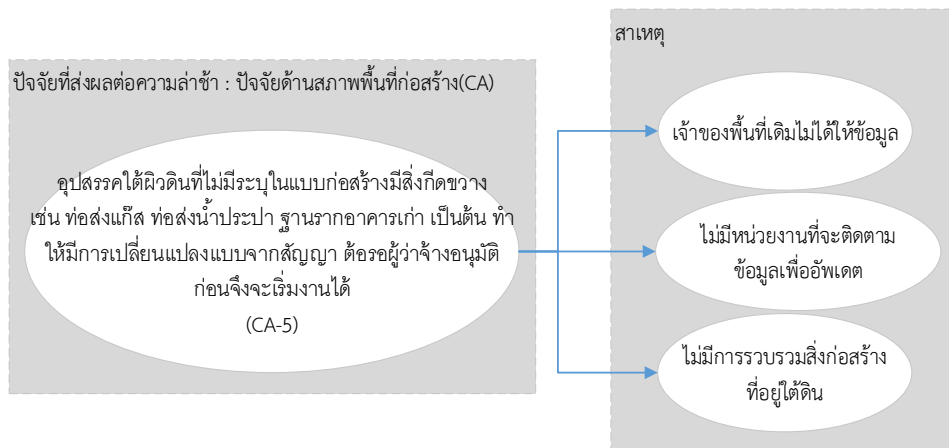 ปัจจัยที่ส่งผลต่อความล่าช้า : ปัจจัยด้านสภาพพื้นที่ก่อสร้าง(CA)
อุปสรรคใต้ผิวดินที่ไม่มีระบุในแบบก่อสร้างมีสิ่งกีดขวาง
เช่น ท่อส่งแก๊ส ท่อส่งน้ำประปา ฐานรากอาคารเก่า เป็นต้น ทำ
ให้มีการเปลี่ยนแปลงแบบจากสัญญา ต้อรอผู้ว่าจ้างอนุมัติ
ก่อนจึงจะเริ่มงานได้
(CA-5)
สาเหตุ
เจ้าของพื้นที่เดิมไม่ได้ให้ข้อมูล
ไม่มีหน่วยงานที่จะติดตาม
ข้อมูลเพื่ออัพเดต
ไม่มีการรวบรวมสิ่งก่อสร้าง
ที่อยู่ใต้ดิน